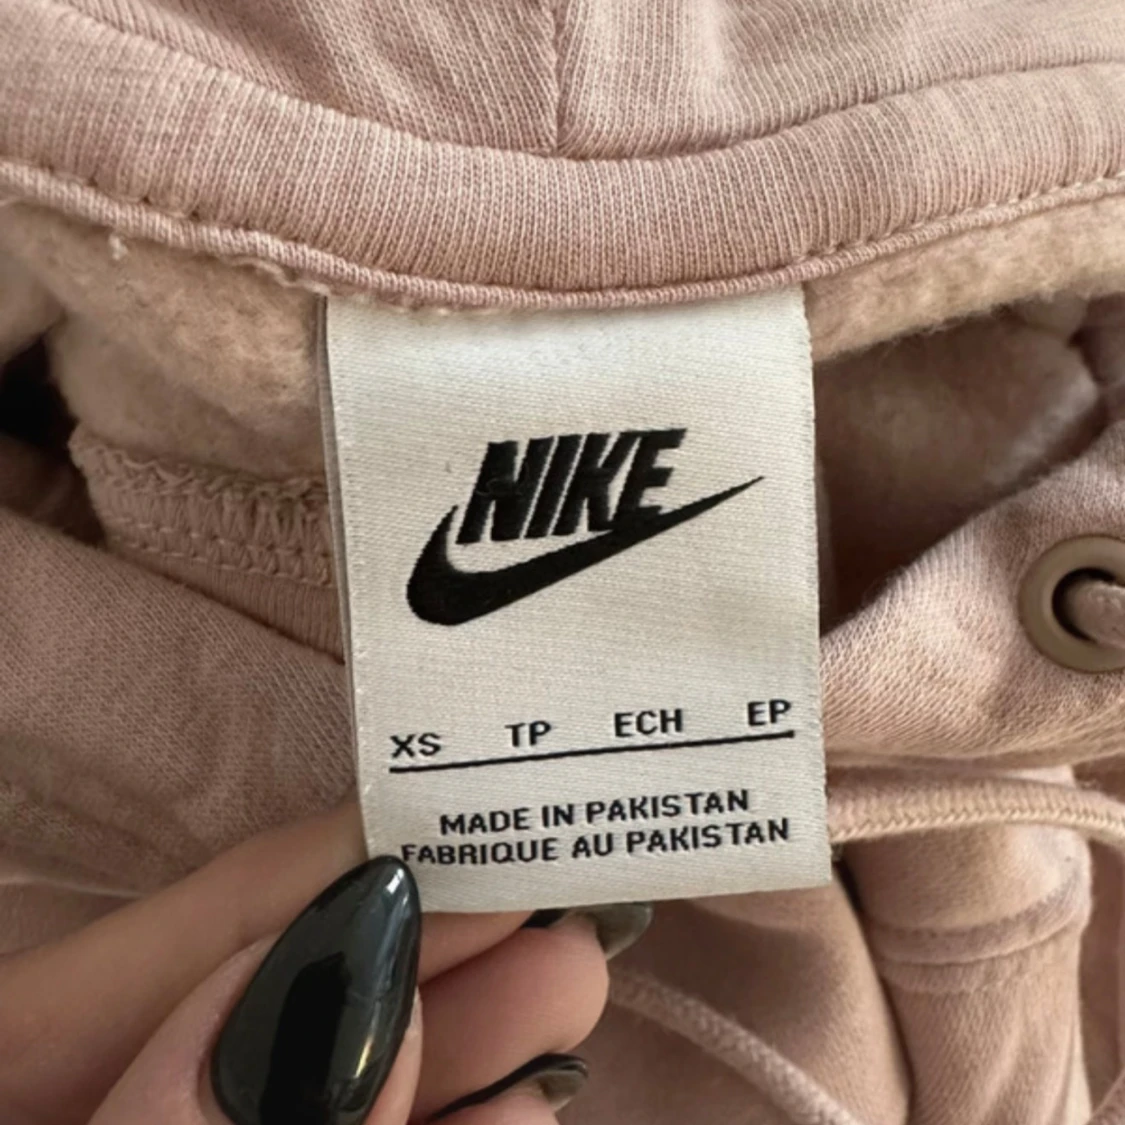 NIKE
XS TP ECH EP
MADE IN PAKISTAN
FABRIQUE AU PAKISTAN